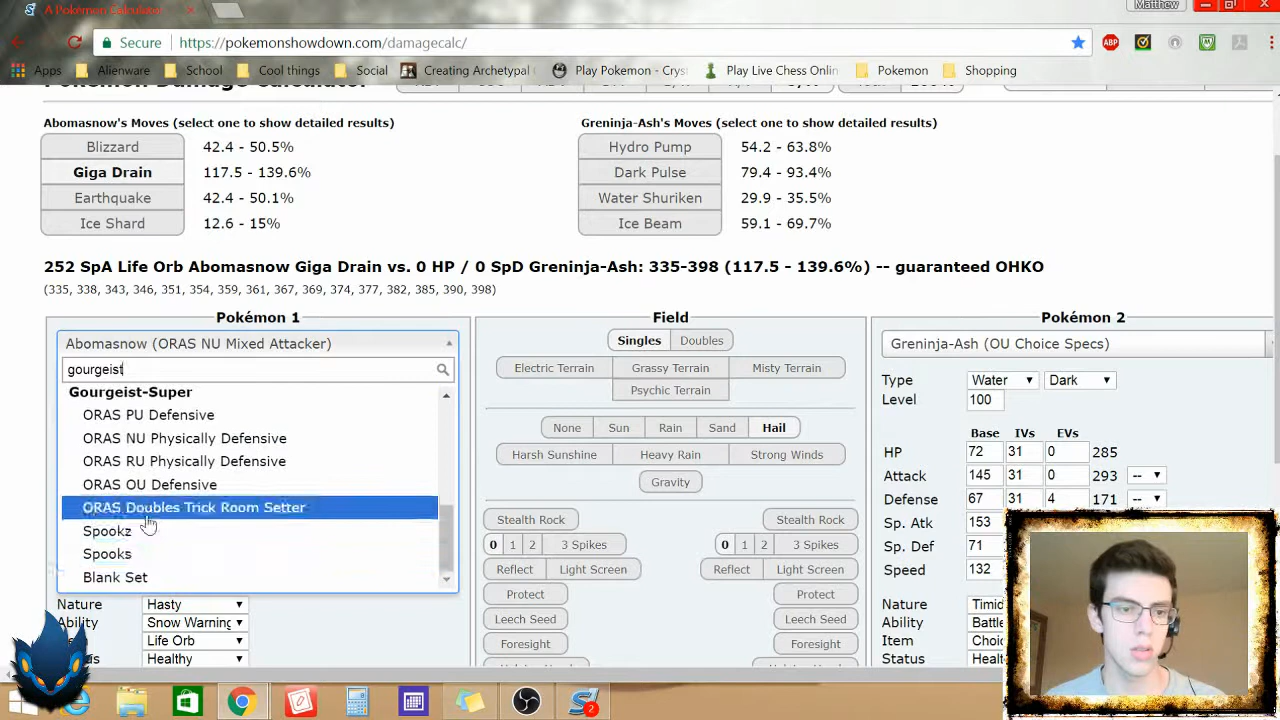 A Pokémon Calculator
Matthew
Secure https://pokemonshowdown.com/damagecalc/
ABP
Apps Alienware School Cool things Social Creating Archetypal Play Pokemon - Crys Play Live Chess Onlin Pokemon Shopping
Abomasnow's Moves (select one to show detailed results)
Blizzard 42.4 - 50.5%
Giga Drain 117.5 - 139.6%
Earthquake 42.4 - 50.1%
Ice Shard 12.6 - 15%
Greninja-Ash's Moves (select one to show detailed results)
Hydro Pump 54.2 - 63.8%
Dark Pulse 79.4 - 93.4%
Water Shuriken 29.9 - 35.5%
Ice Beam 59.1 - 69.7%
252 SpA Life Orb Abomasnow Giga Drain vs. 0 HP / 0 SpD Greninja-Ash: 335-398 (117.5 - 139.6%) -- guaranteed OHKO
(335, 338, 343, 346, 351, 354, 359, 361, 367, 369, 374, 377, 382, 385, 390, 398)
Pokémon 1
Abomasnow (ORAS NU Mixed Attacker)
gourgeist
Gourgeist-Super
ORAS PU Defensive
ORAS NU Physically Defensive
ORAS RU Physically Defensive
ORAS OU Defensive
ORAS Doubles Trick Room Setter
Spookz
Spooks
Blank Set
Nature Hasty
Ability Snow Warning
Life Orb
Healthy
Field
Singles Doubles
Electric Terrain Grassy Terrain Misty Terrain
Psychic Terrain
None Sun Rain Sand Hail
Harsh Sunshine Heavy Rain Strong Winds
Gravity
Stealth Rock Stealth Rock
0 1 2 3 Spikes 0 1 2 3 Spikes
Reflect Light Screen Reflect Light Screen
Protect Protect
Leech Seed Leech Seed
Foresight Foresight
Pokémon 2
Greninja-Ash (OU Choice Specs)
Type Water Dark
Level 100
Base IVs EVs
HP 72 31 0 285
Attack 145 31 0 293 --
Defense 67 31 4 171 --
Sp. Atk 153
Sp. Def 71
Speed 132
Nature Timid
Ability Battl
Item Choic
Status Healt
2